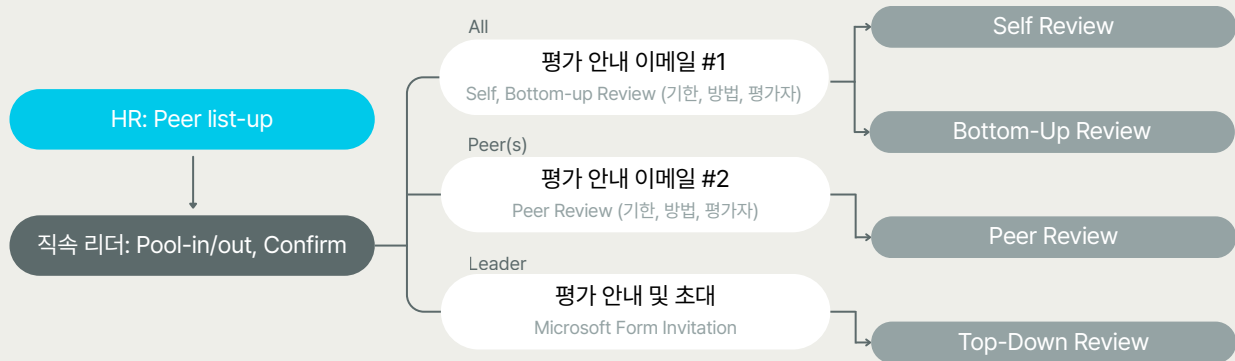 HR: Peer list-up
직속 리더: Pool-in/out, Confirm
All
평가 안내 이메일 #1
Self, Bottom-up Review (기한, 방법, 평가자)
Peer(s)
평가 안내 이메일 #2
Peer Review (기한, 방법, 평가자)
Leader
평가 안내 및 초대
Microsoft Form Invitation
Self Review
Bottom-Up Review
Peer Review
Top-Down Review